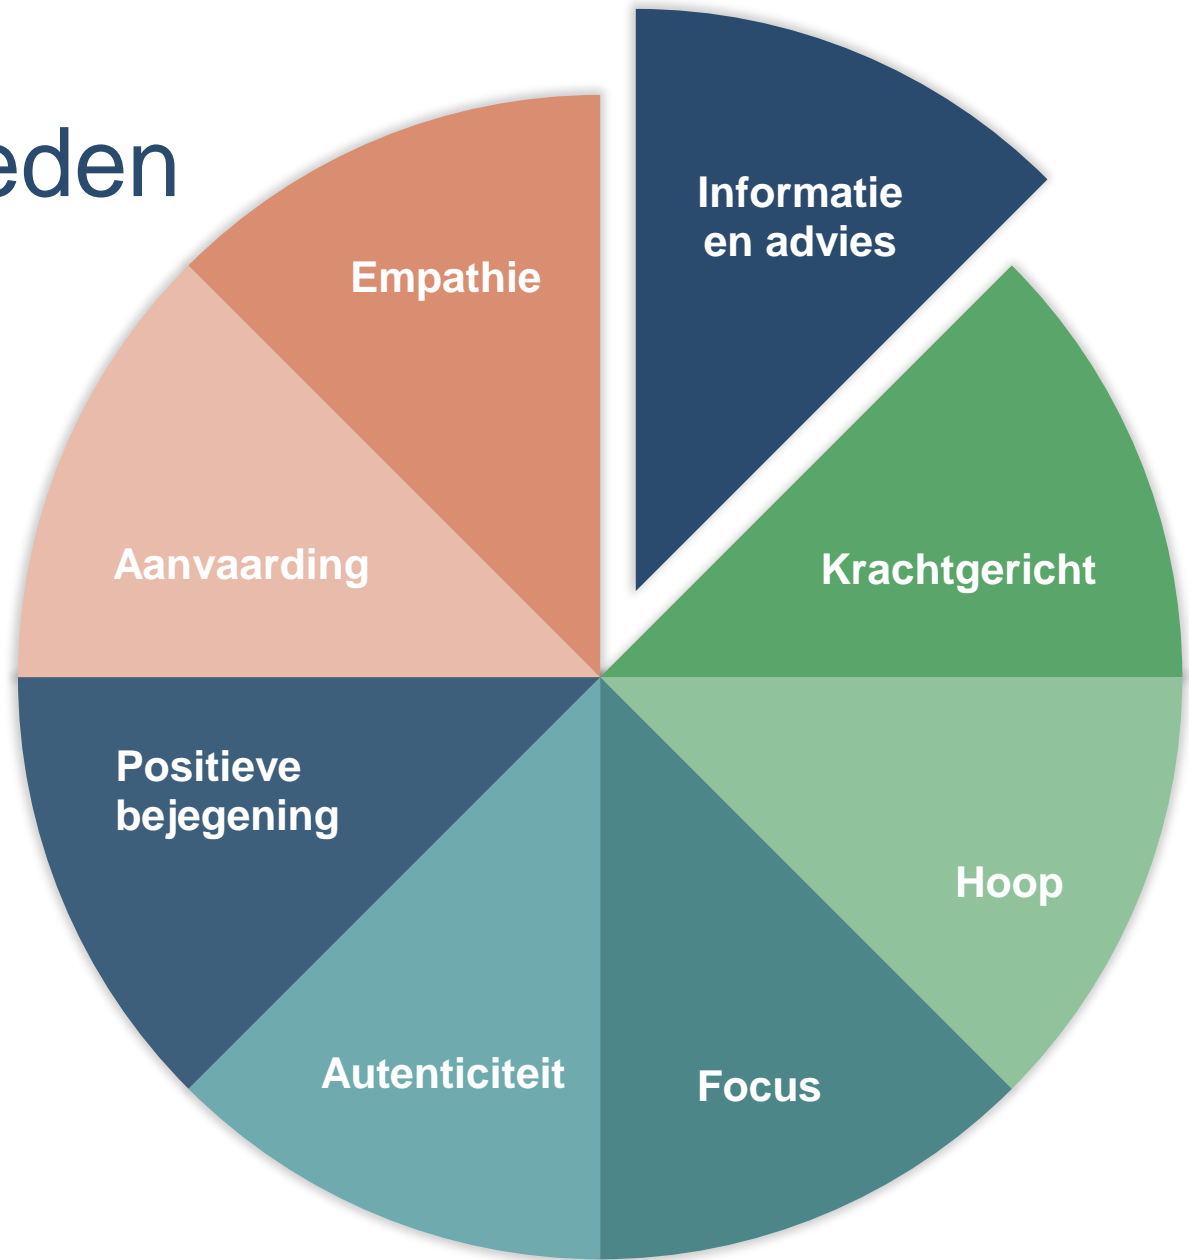 eden
Informatie
en advies
Empathie
Krachtgericht
Aanvaarding
Positieve
bejegening
Hoop
Autenticiteit
Focus